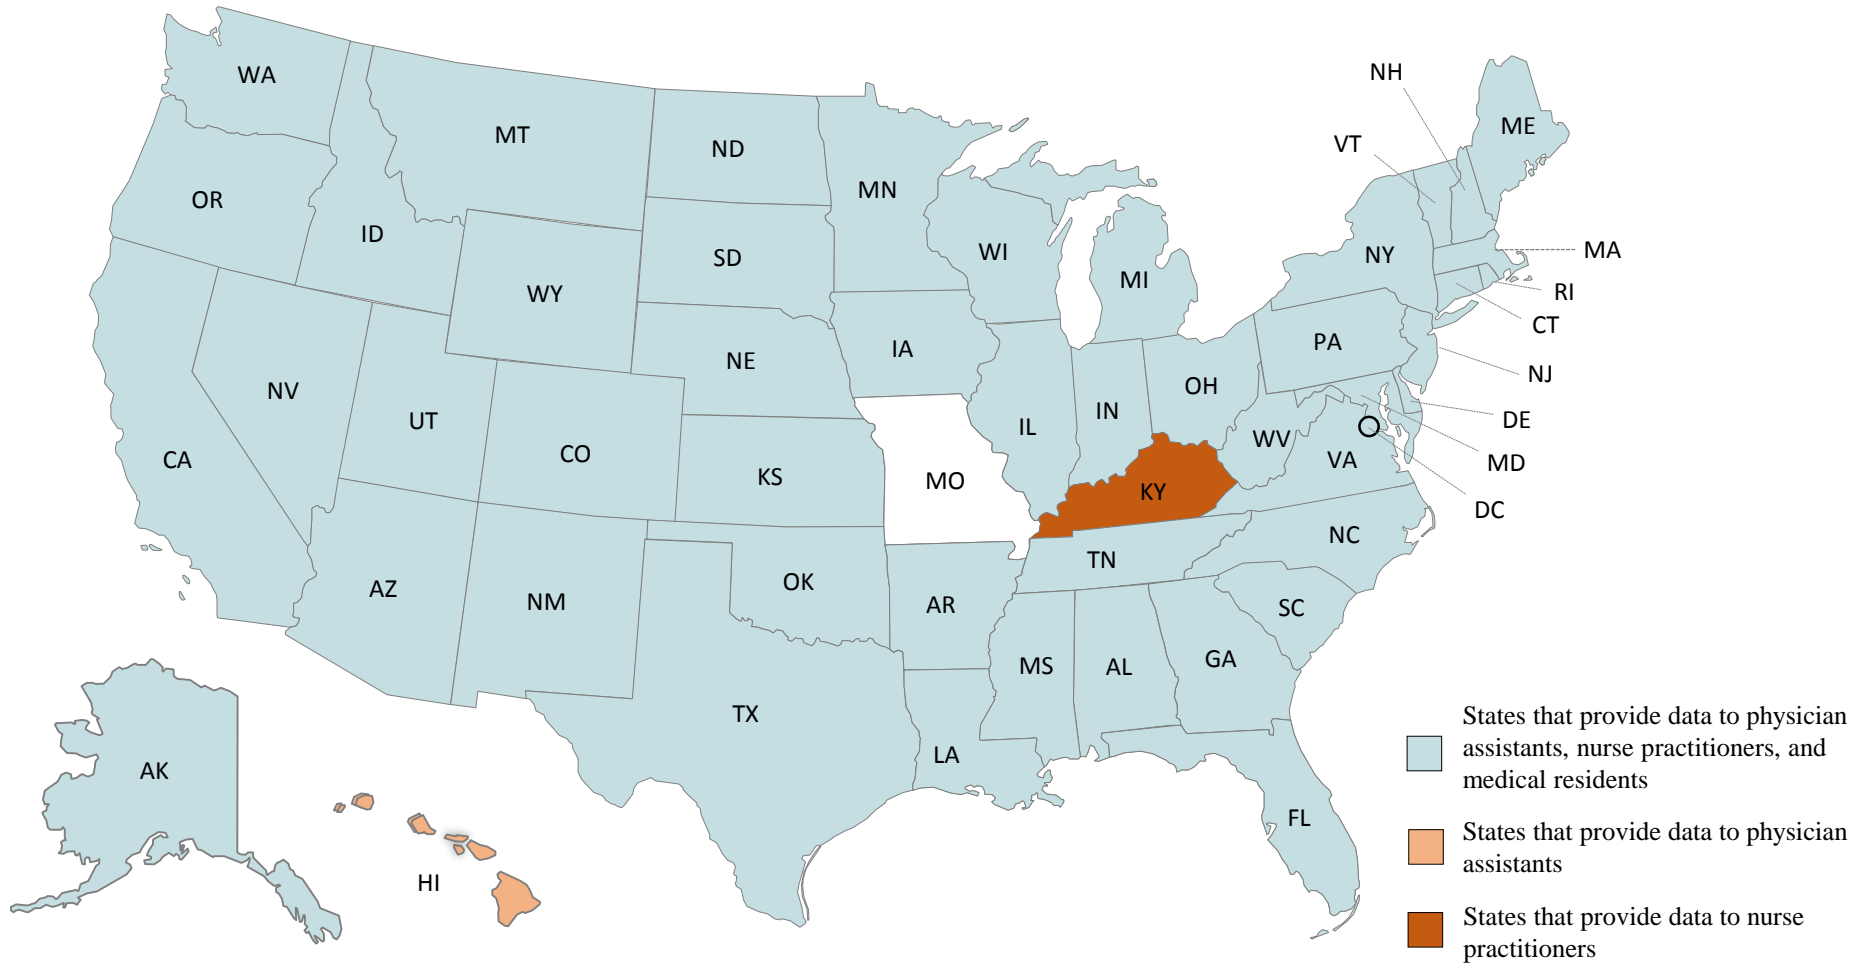 WA
MT
ND
MN
NH
ME
VT
OR
ID
SD
WI
MI
NY
MA
WY
RI
CT
IA
NE
PA
NJ
NV
UT
CO
IL
IN
OH
WV
DE
CA
KS
MO
KY
VA
MD
DC
AZ
NM
OK
AR
TN
NC
SC
MS
AL
GA
TX
LA
FL
AK
HI
States that provide data to physician
assistants, nurse practitioners, and
medical residents
States that provide data to physician
assistants
States that provide data to nurse
practitioners